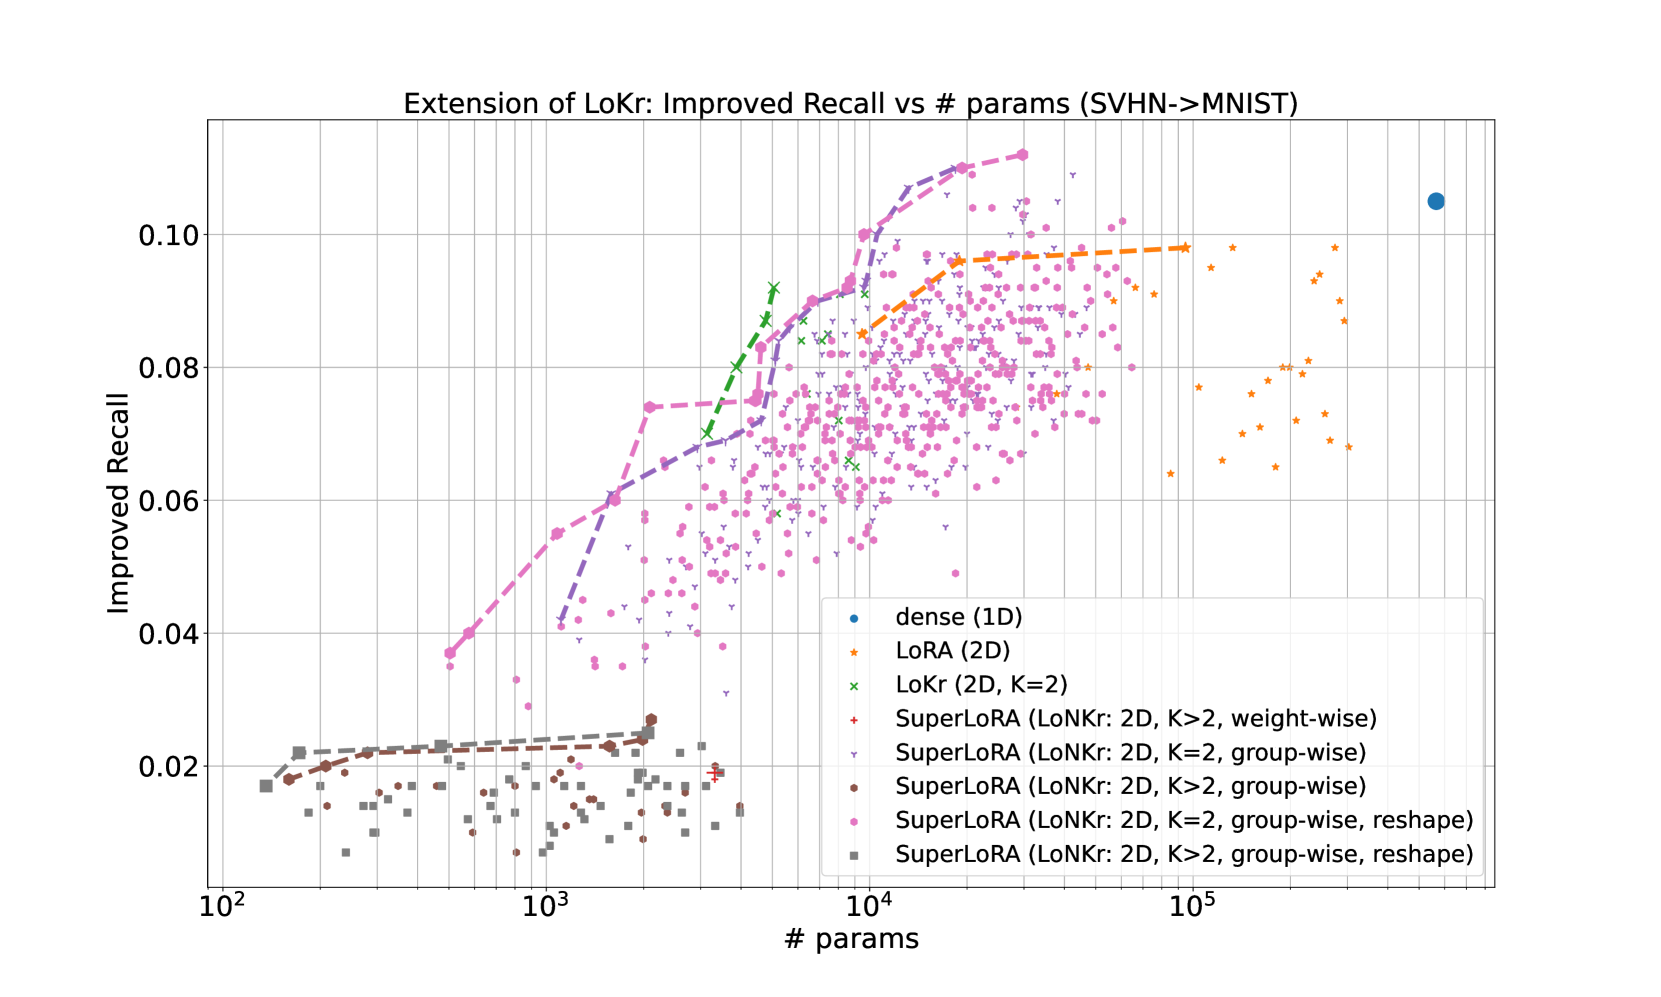 Extension of LoKr: Improved Recall vs # params (SVHN->MNIST)
Improved Recall
0.10
0.08
0.06
0.04
0.02
dense (1D)
LoRA (2D)
LoKr (2D, K=2)
SuperLoRA (LoNKr: 2D, K>2, weight-wise)
SuperLoRA (LoNKr: 2D, K=2, group-wise)
SuperLoRA (LoNKr: 2D, K>2, group-wise)
SuperLoRA (LoNKr: 2D, K=2, group-wise, reshape)
SuperLoRA (LoNKr: 2D, K>2, group-wise, reshape)
10² 10³ 10⁴ 10⁵
# params